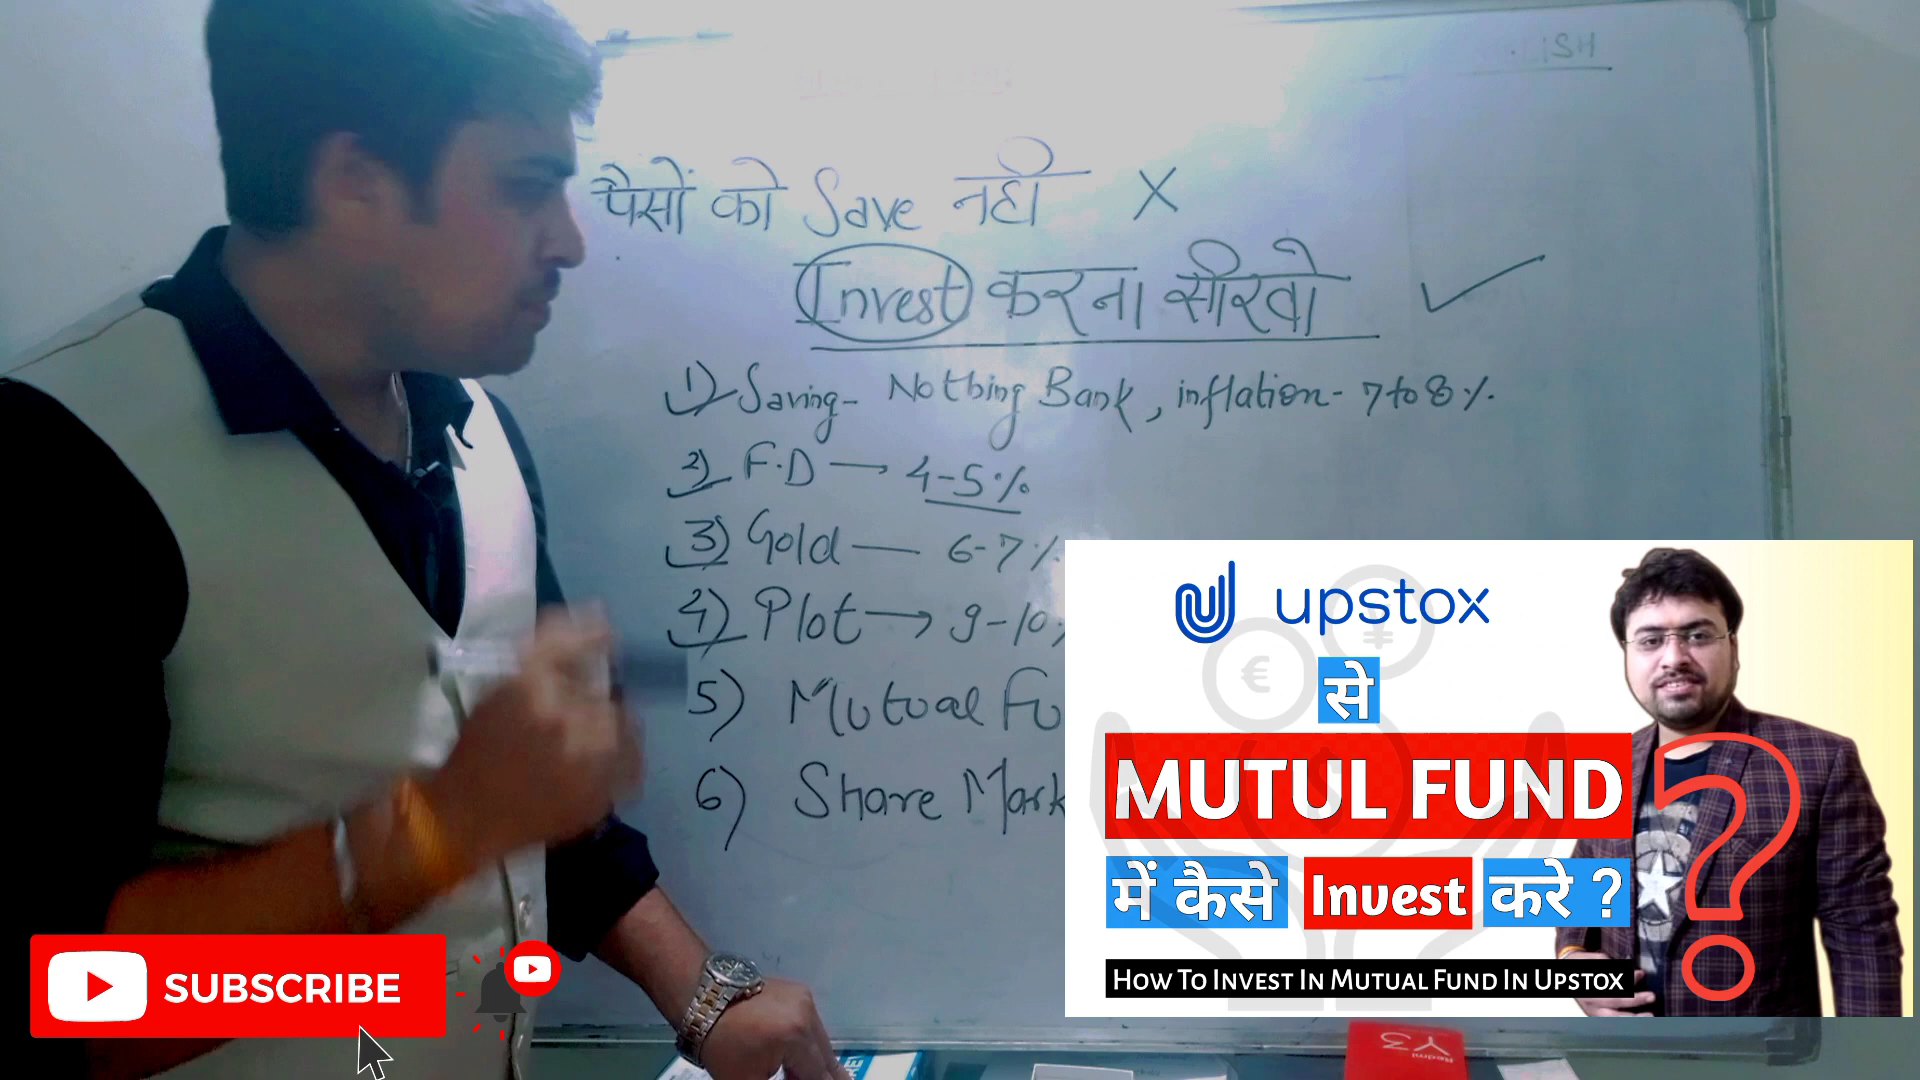 पैसों को Save नही X
Invest करना सीखो ✓
1) Saving - Nothing Bank, inflation - 7 to 8%.
2) F.D → 4-5%
3) Gold — 6-7%
4) Plot → 9-10%
5) Mutual Fu
6) Share Mark
upstox
से
MUTUL FUND
में कैसे Invest करे ?
HOW TO INVEST IN MUTUAL FUND IN UPSTOX
SUBSCRIBE
Redmi
Y3